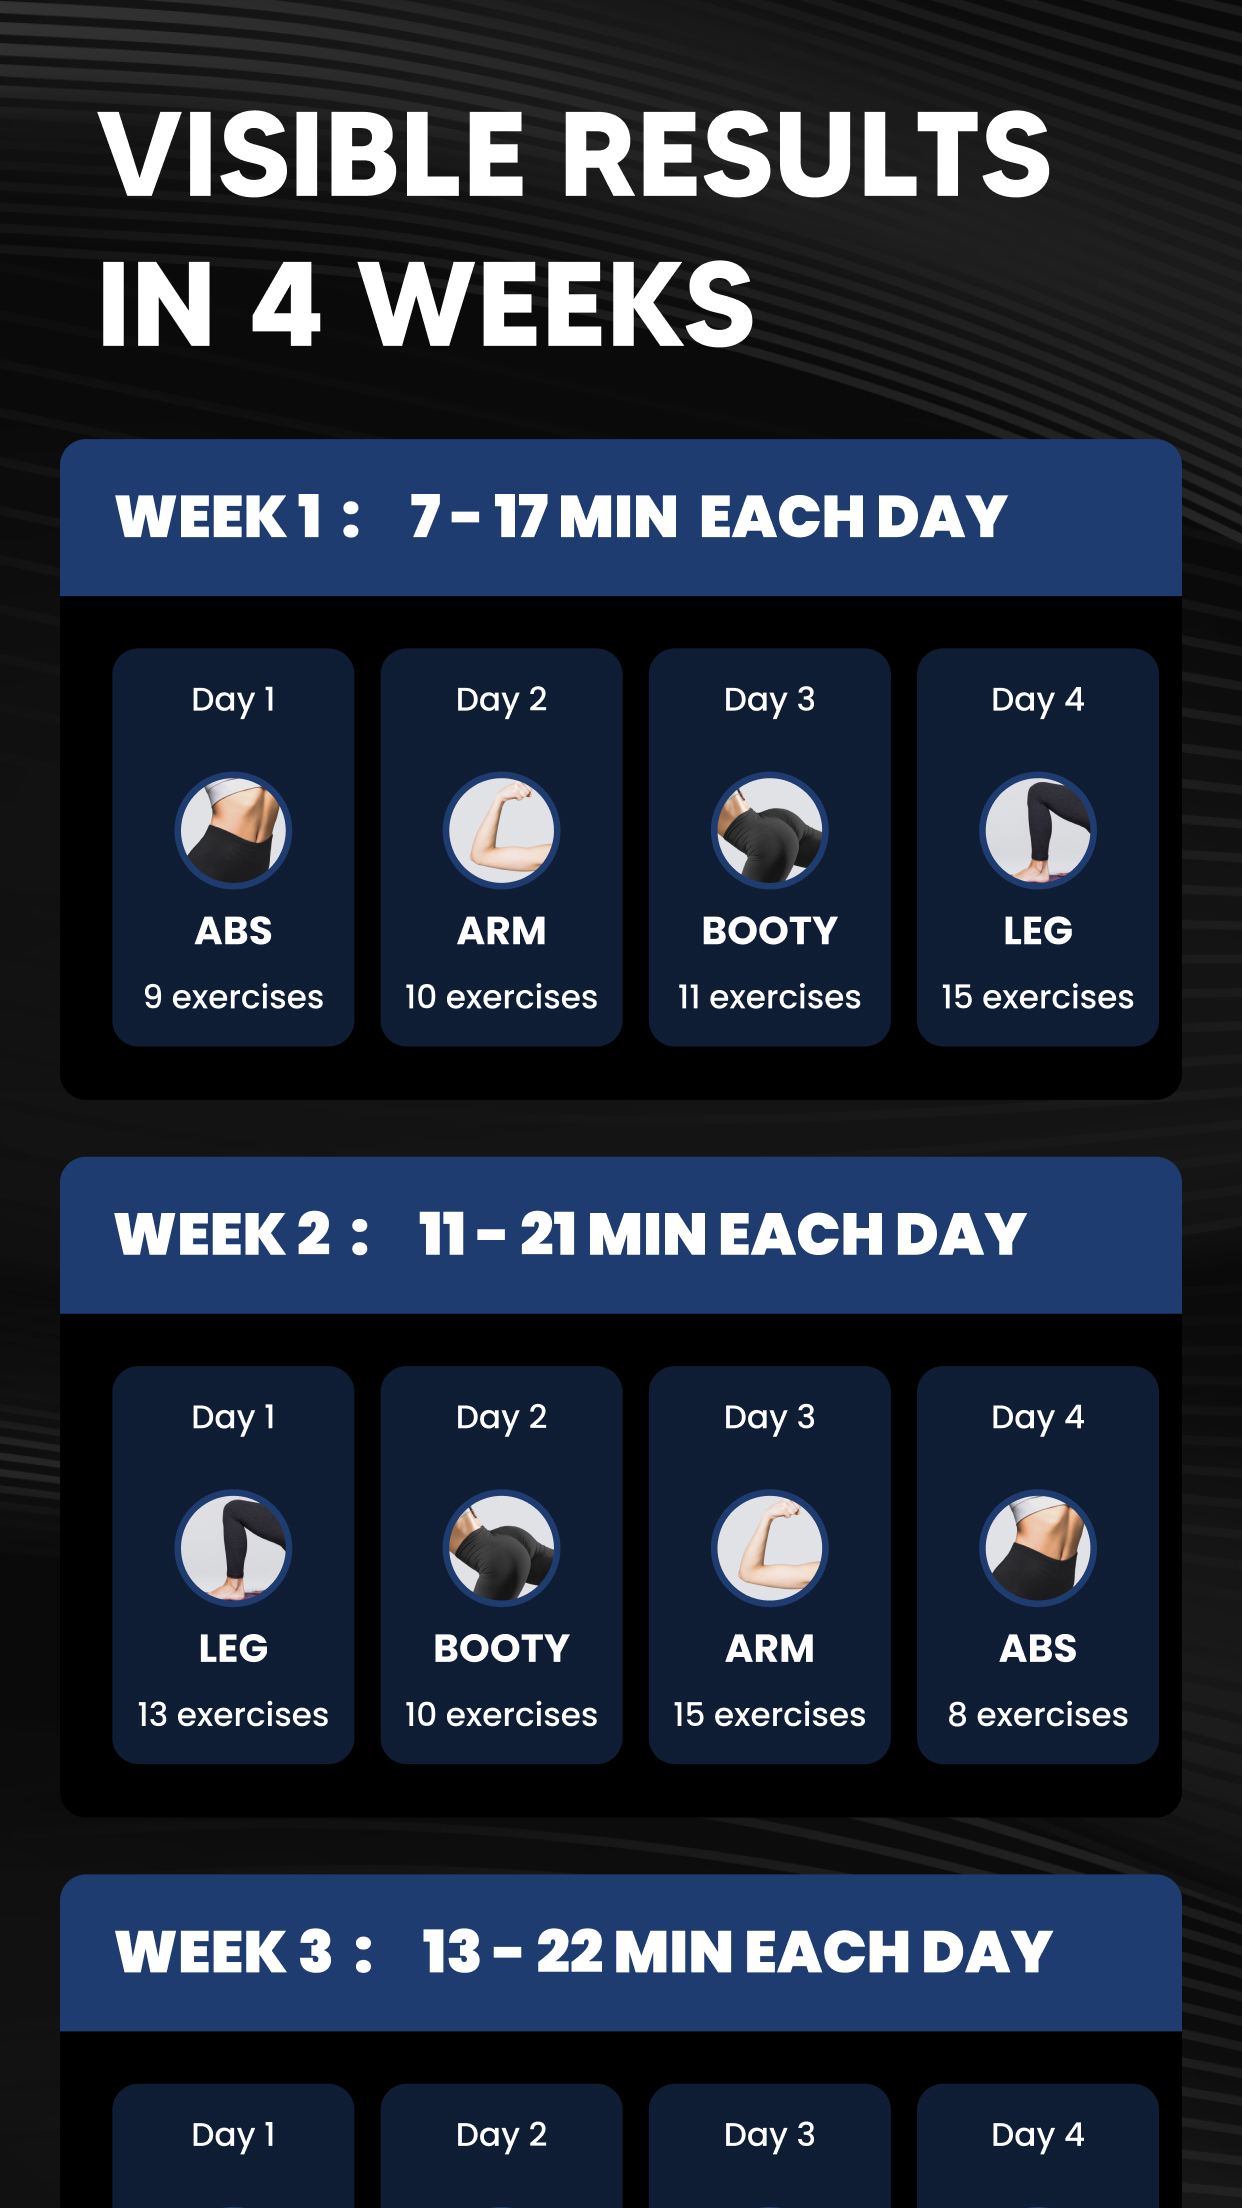 VISIBLE RESULTS
IN 4 WEEKS
WEEK 1 : 7 - 17 MIN EACH DAY
Day 1 Day 2 Day 3 Day 4
ABS ARM BOOTY LEG
9 exercises 10 exercises 11 exercises 15 exercises
WEEK 2 : 11 - 21 MIN EACH DAY
Day 1 Day 2 Day 3 Day 4
LEG BOOTY ARM ABS
13 exercises 10 exercises 15 exercises 8 exercises
WEEK 3 : 13 - 22 MIN EACH DAY
Day 1 Day 2 Day 3 Day 4